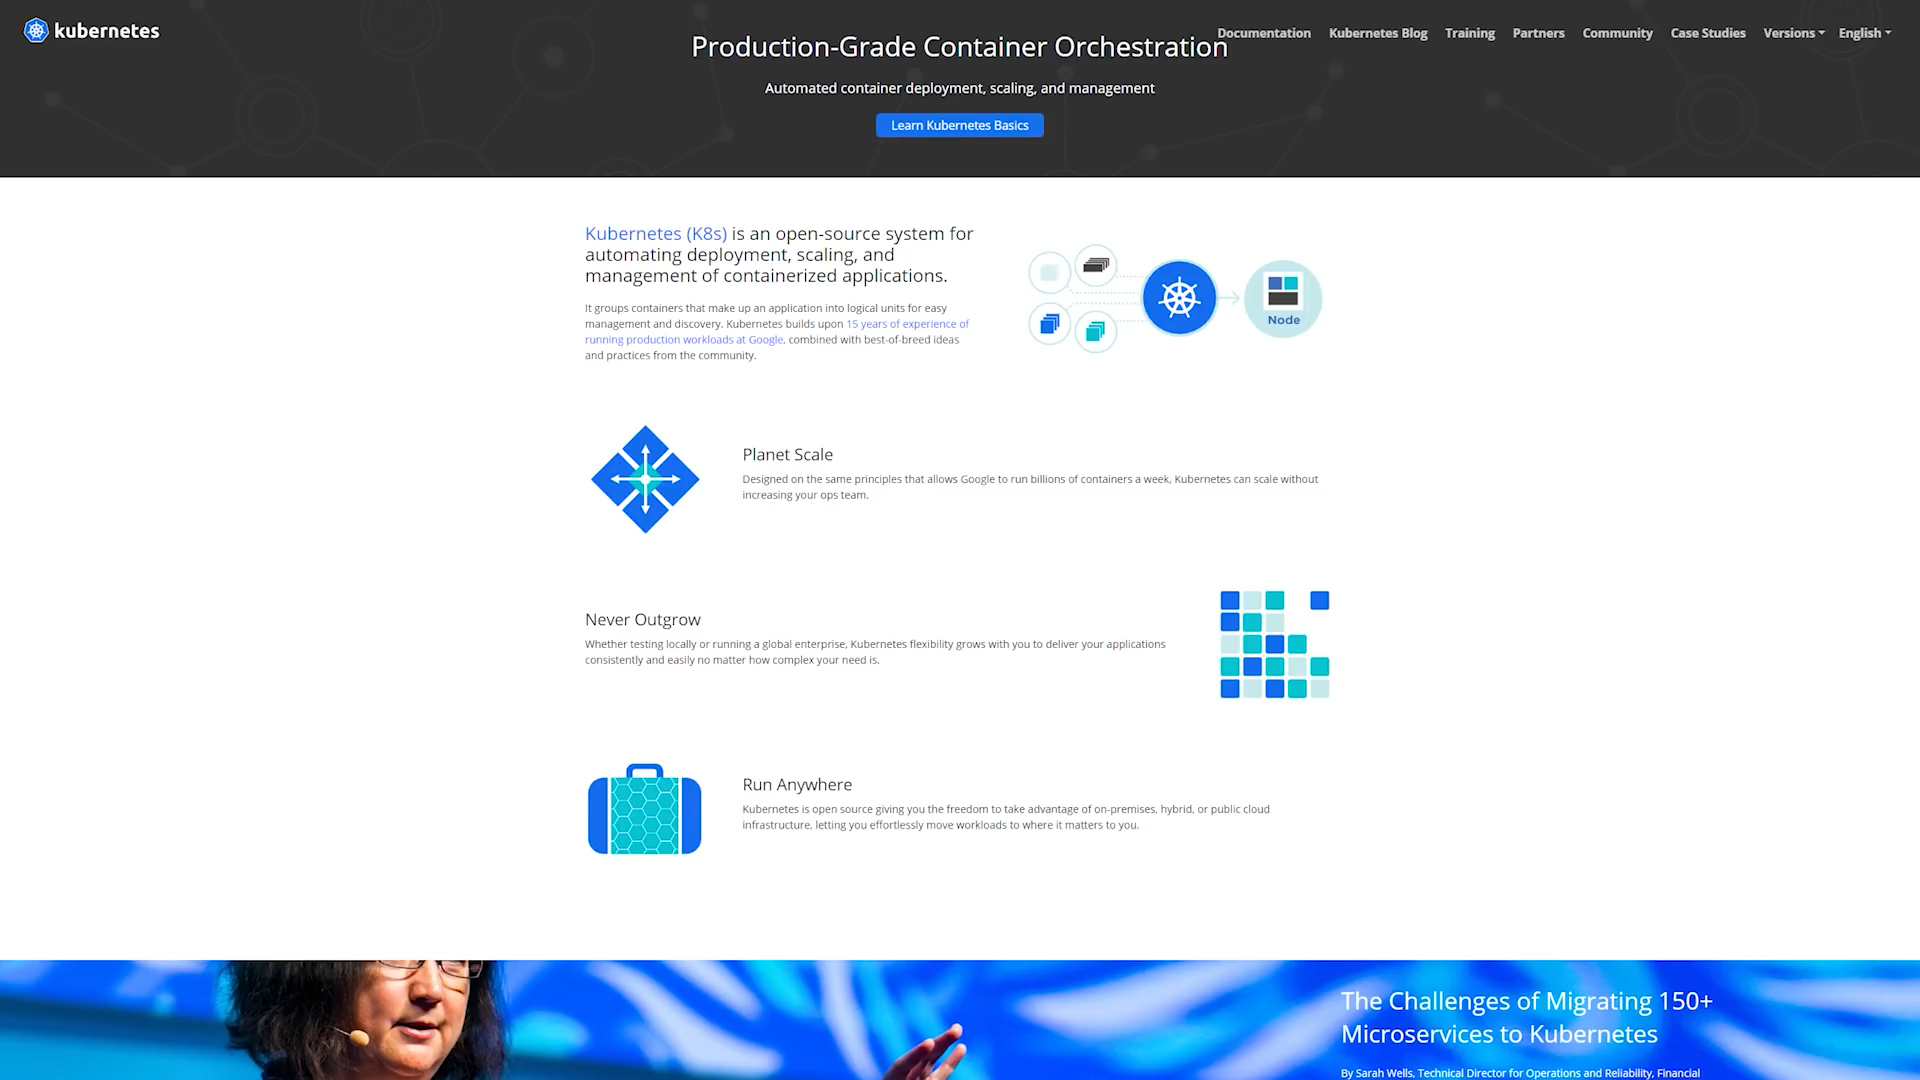 kubernetes
Documentation Kubernetes Blog Training Partners Community Case Studies Versions English
Production-Grade Container Orchestration
Automated container deployment, scaling, and management
Learn Kubernetes Basics
Kubernetes (K8s) is an open-source system for
automating deployment, scaling, and
management of containerized applications.
It groups containers that make up an application into logical units for easy
management and discovery. Kubernetes builds upon 15 years of experience of
running production workloads at Google, combined with best-of-breed ideas
and practices from the community.
Node
Planet Scale
Designed on the same principles that allows Google to run billions of containers a week, Kubernetes can scale without
increasing your ops team.
Never Outgrow
Whether testing locally or running a global enterprise, Kubernetes flexibility grows with you to deliver your applications
consistently and easily no matter how complex your need is.
Run Anywhere
Kubernetes is open source giving you the freedom to take advantage of on-premises, hybrid, or public cloud
infrastructure, letting you effortlessly move workloads to where it matters to you.
The Challenges of Migrating 150+
Microservices to Kubernetes
By Sarah Wells, Technical Director for Operations and Reliability, Financial